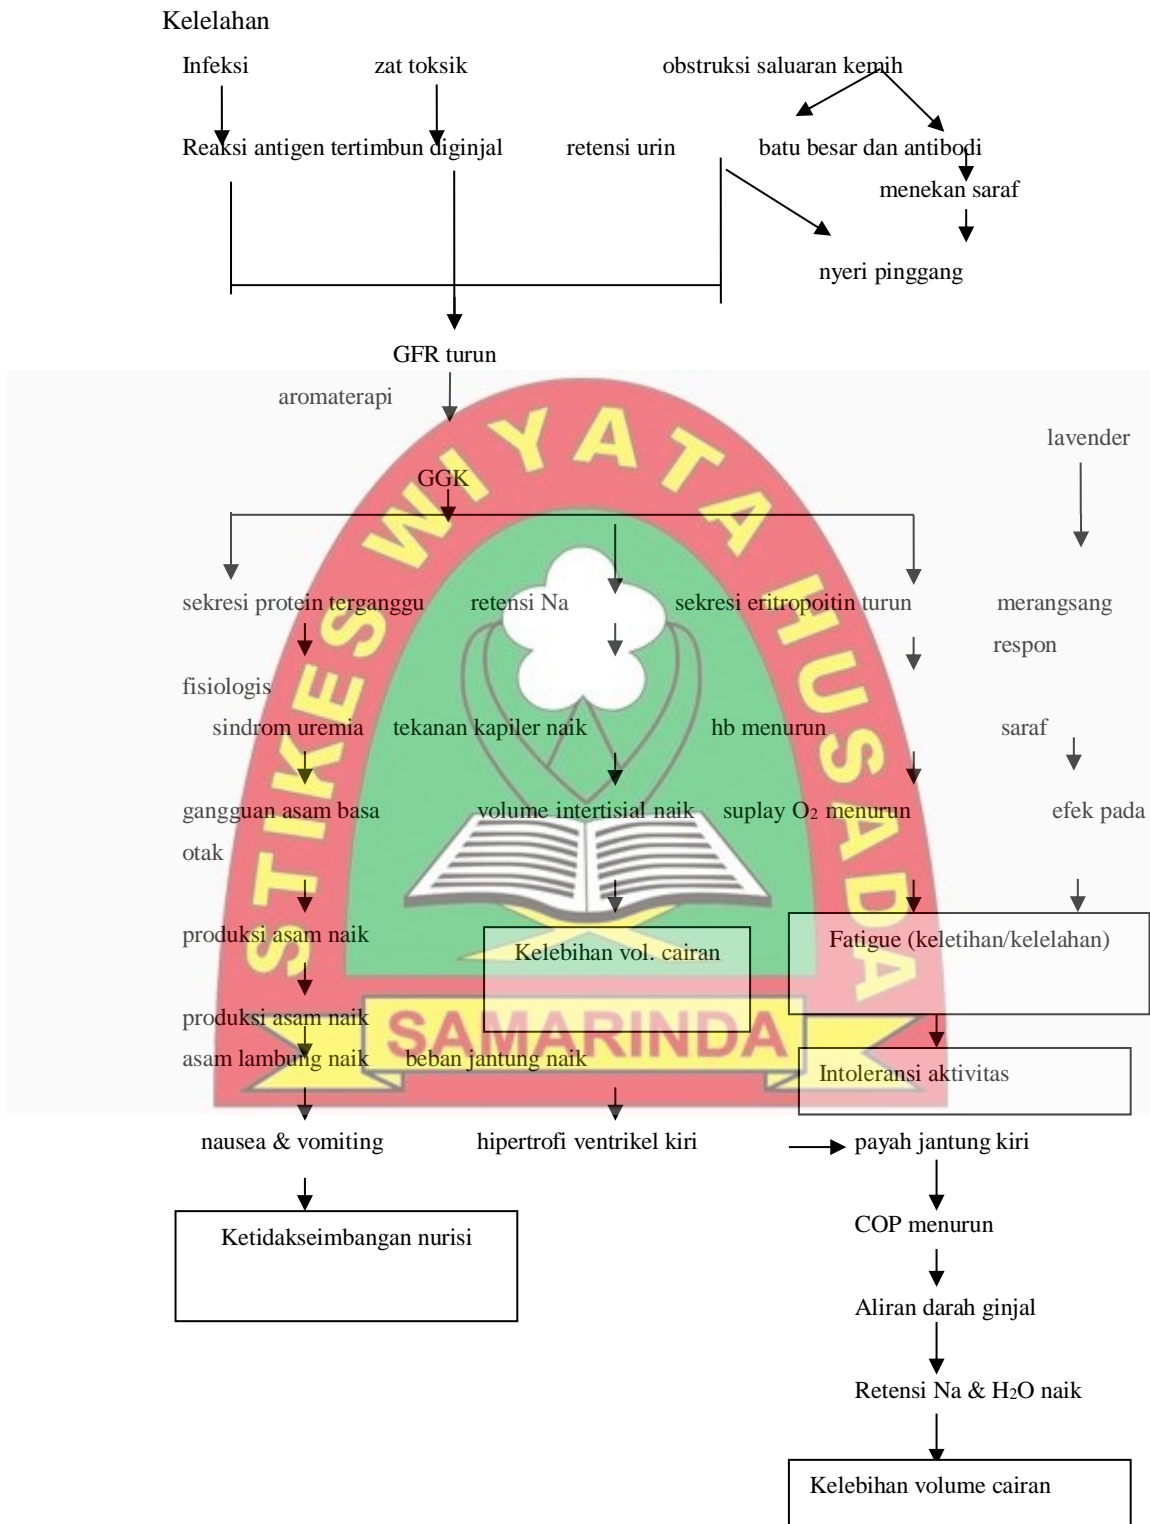 Kelelahan
Infeksi zat toksik obstruksi saluaran kemih
Reaksi antigen tertimbun diginjal retensi urin batu besar dan antibodi
menekan saraf
nyeri pinggang
GFR turun
aromaterapi
lavender
GGK
sekresi protein terganggu retensi Na sekresi eritropoitin turun merangsang
respon
fisiologis
sindrom uremia tekanan kapiler naik hb menurun saraf
gangguan asam basa volume intertisial naik suplay O2 menurun efek pada
otak
produksi asam naik
Kelebihan vol. cairan
Fatigue (keletihan/kelelahan)
produksi asam naik
asam lambung naik beban jantung naik
Intoleransi aktivitas
nausea & vomiting hipertrofi ventrikel kiri payah jantung kiri
Ketidakseimbangan nurisi
COP menurun
Aliran darah ginjal
Retensi Na & H2O naik
Kelebihan volume cairan
STIKES WIYATA HUSADA
SAMARINDA